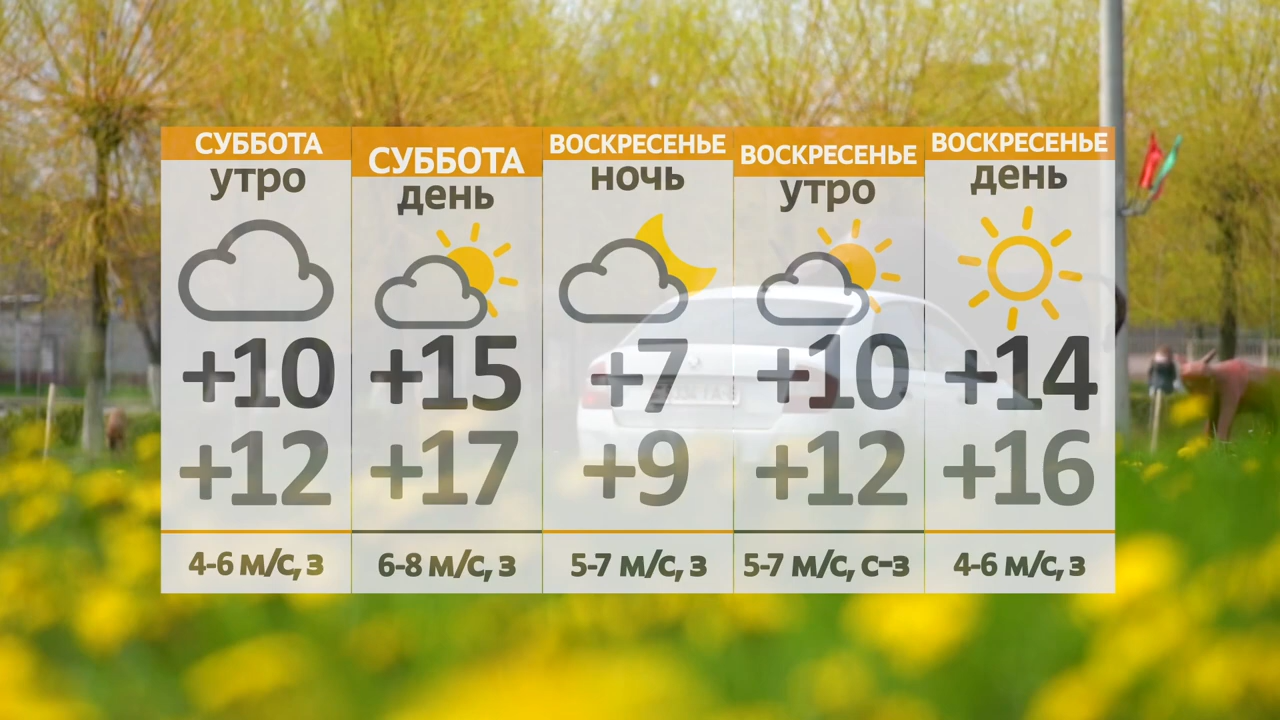 СУББОТА
утро
+10
+12
4-6 м/с, з
СУББОТА
день
+15
+17
6-8 м/с, з
ВОСКРЕСЕНЬЕ
ночь
+7
+9
5-7 м/с, з
ВОСКРЕСЕНЬЕ
утро
+10
+12
5-7 м/с, с-з
ВОСКРЕСЕНЬЕ
день
+14
+16
4-6 м/с, з